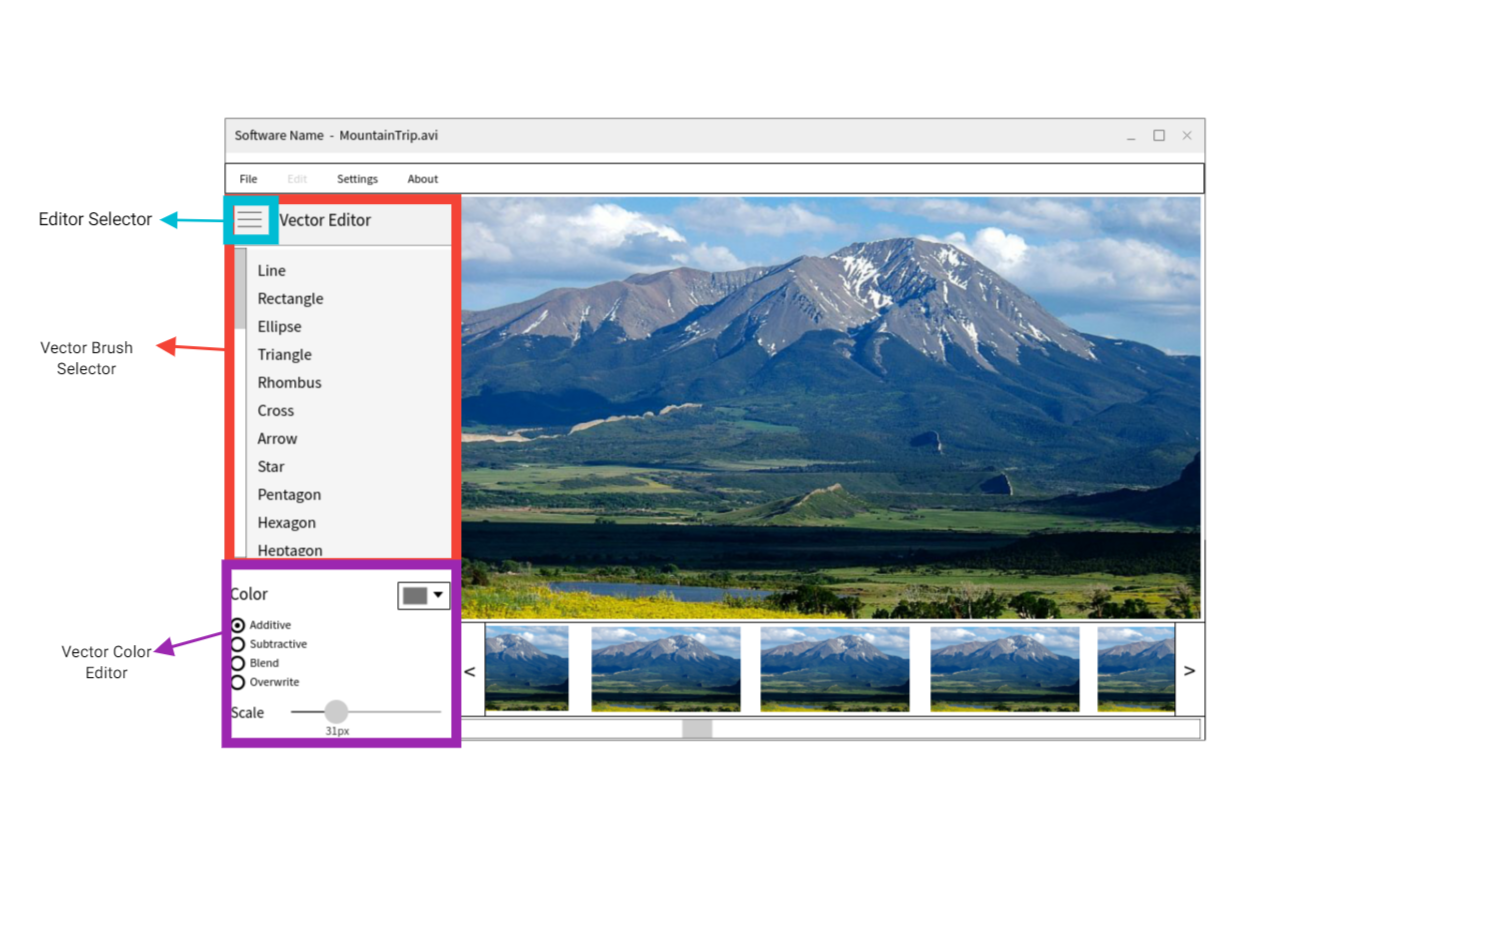 Software Name - MountainTrip.avi
File Edit Settings About
Editor Selector
Vector Editor
Line
Rectangle
Ellipse
Triangle
Vector Brush
Selector
Rhombus
Cross
Arrow
Star
Pentagon
Hexagon
Heptagon
Color
Additive
Subtractive
Blend
Overwrite
Vector Color
Editor
Scale
31px
<
>